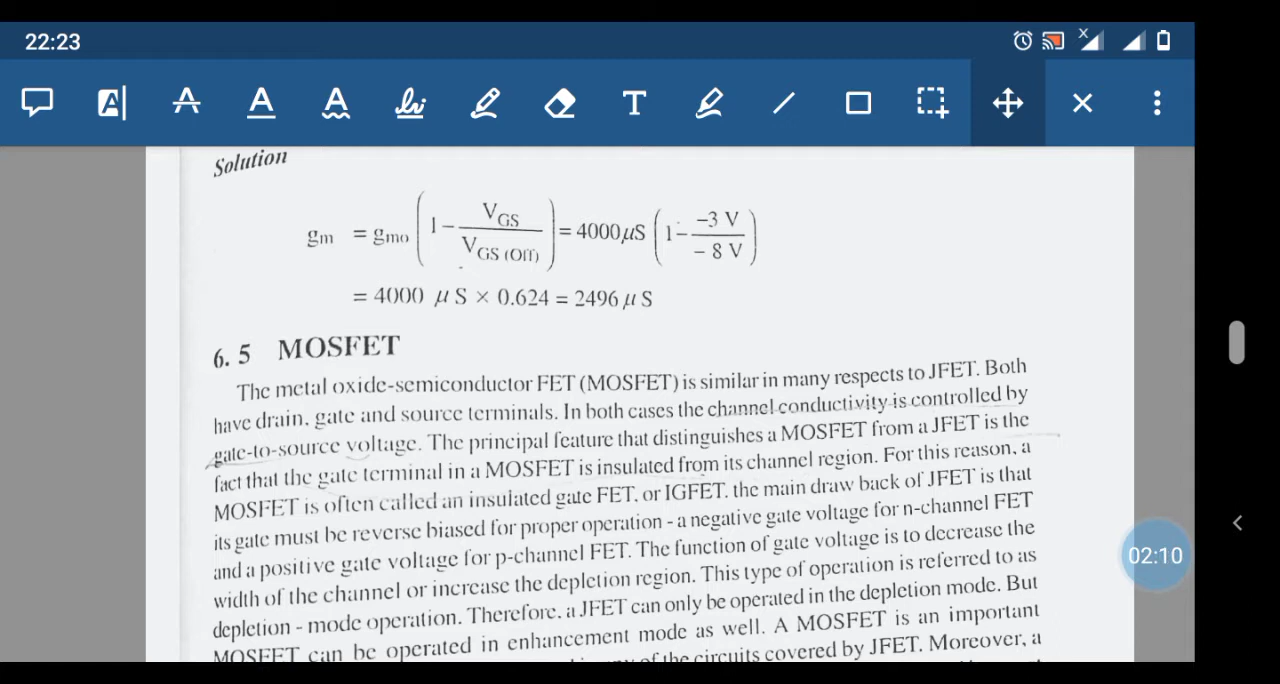 22:23
Solution
gm = gmo ( 1 − VGS / VGS (Off) ) = 4000 μS ( 1 − −3 V / − 8 V )
= 4000 μ S × 0.624 = 2496 μ S
6. 5 MOSFET
The metal oxide-semiconductor FET (MOSFET) is similar in many respects to JFET. Both
have drain, gate and source terminals. In both cases the channel conductivity is controlled by
gate-to-source voltage. The principal feature that distinguishes a MOSFET from a JFET is the
fact that the gate terminal in a MOSFET is insulated from its channel region. For this reason, a
MOSFET is often called an insulated gate FET, or IGFET. the main draw back of JFET is that
its gate must be reverse biased for proper operation - a negative gate voltage for n-channel FET
and a positive gate voltage for p-channel FET. The function of gate voltage is to decrease the
width of the channel or increase the depletion region. This type of operation is referred to as
depletion - mode operation. Therefore, a JFET can only be operated in the depletion mode. But
MOSFET can be operated in enhancement mode as well. A MOSFET is an important
of the circuits covered by JFET. Moreover, a
02:10